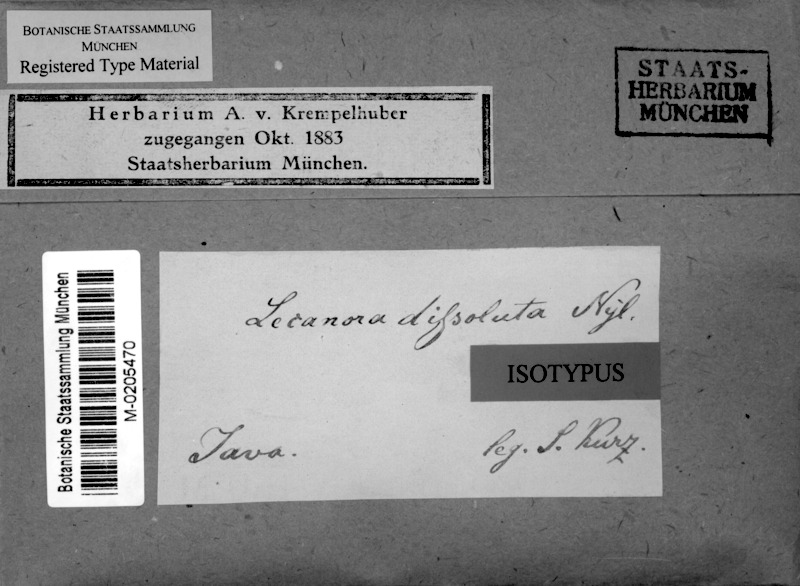 BOTANISCHE STAATSSAMMLUNG
MÜNCHEN
Registered Type Material
STAATS-
HERBARIUM
MÜNCHEN
Herbarium A. v. Krempelhuber
zugegangen Okt. 1883
Staatsherbarium München.
Botanische Staatssammlung München
M-0205470
Lecanora dissoluta Nyl.
ISOTYPUS
Java.
leg. S. Kurz.